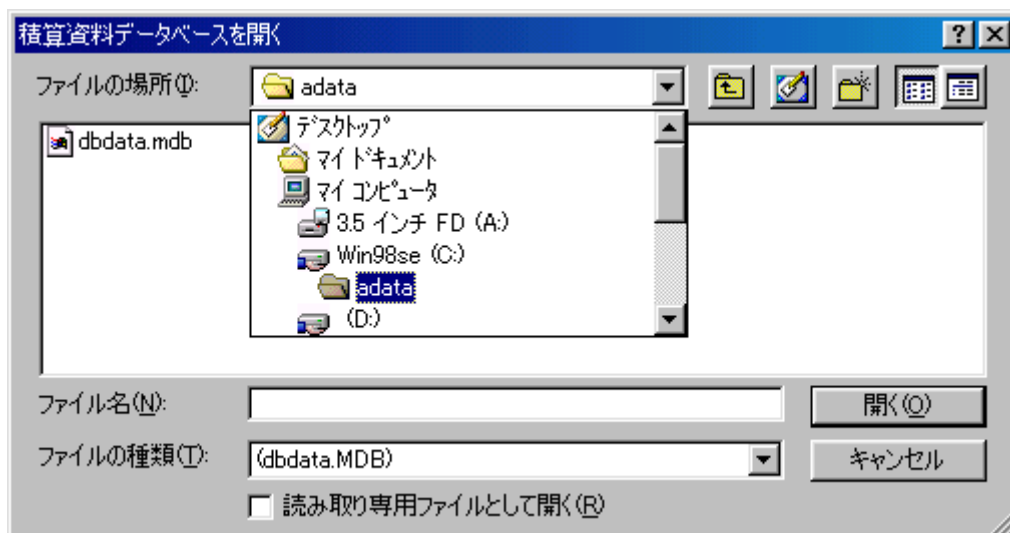 積算資料データベースを開く
ファイルの場所(I):
adata
デスクトップ
マイ ドキュメント
マイ コンピュータ
3.5 インチ FD (A:)
Win98se (C:)
adata
(D:)
dbdata.mdb
ファイル名(N):
開く(O)
ファイルの種類(T):
(dbdata.MDB)
キャンセル
読み取り専用ファイルとして開く(R)